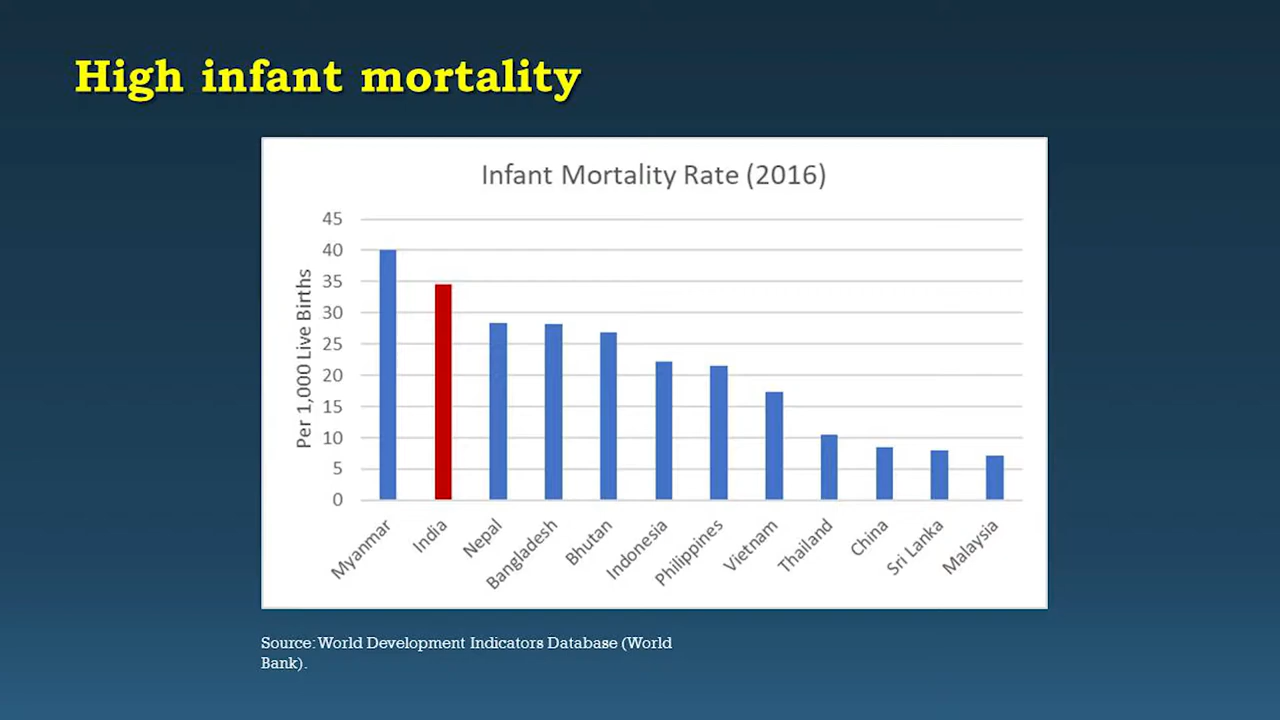 High infant mortality
Infant Mortality Rate (2016)
Per 1,000 Live Births
45
40
35
30
25
20
15
10
5
0
Myanmar
India
Nepal
Bangladesh
Bhutan
Indonesia
Philippines
Vietnam
Thailand
China
Sri Lanka
Malaysia
Source: World Development Indicators Database (World
Bank).